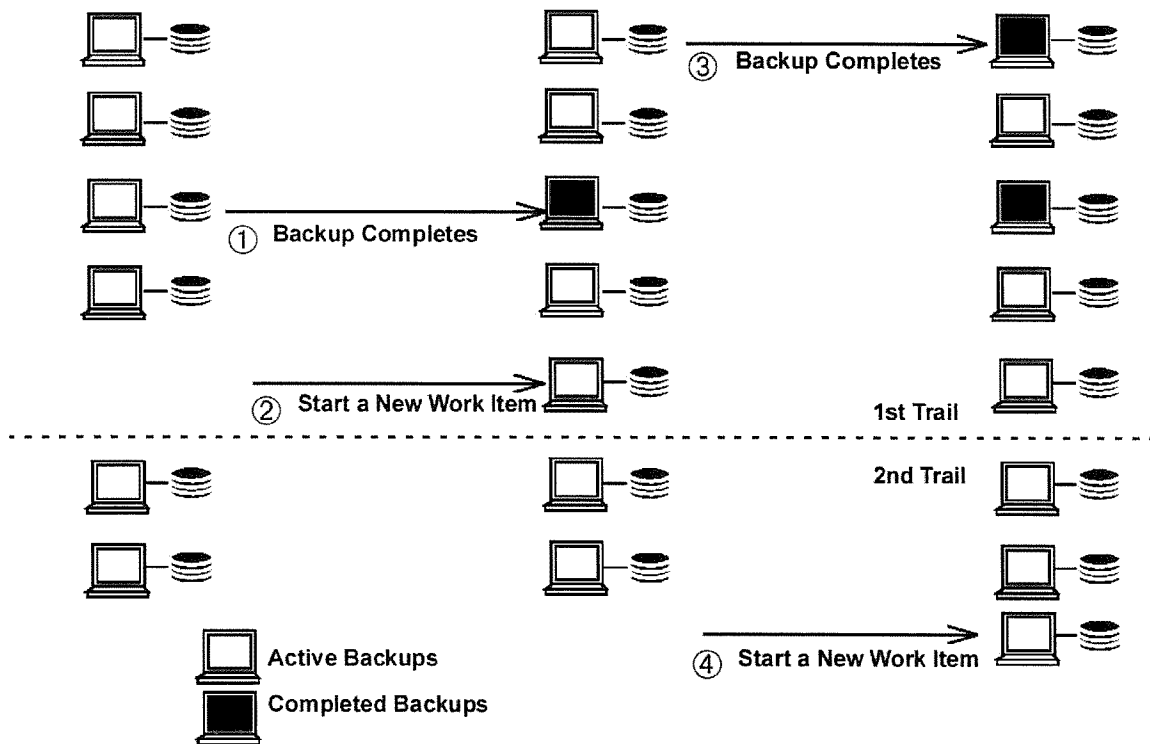 ③ Backup Completes
① Backup Completes
② Start a New Work Item
1st Trail
2nd Trail
④ Start a New Work Item
Active Backups
Completed Backups